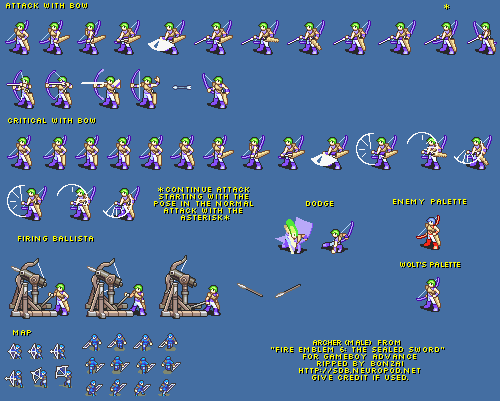 ATTACK WITH BOW
*
CRITICAL WITH BOW
*CONTINUE ATTACK
STARTING WITH THE
POSE IN THE NORMAL
ATTACK WITH THE
ASTERISK*
DODGE
ENEMY PALETTE
FIRING BALLISTA
WOLT'S PALETTE
MAP
ARCHER (MALE) FROM
"FIRE EMBLEM 6: THE SEALED SWORD"
FOR GAMEBOY ADVANCE
RIPPED BY BONZAI
HTTP://SDB.NEUROPOD.NET
GIVE CREDIT IF USED.